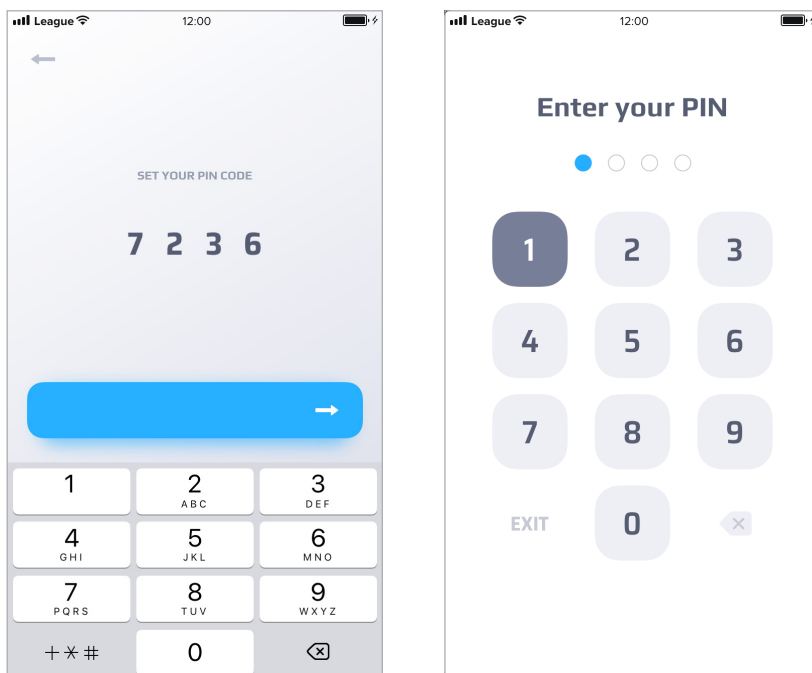 League 12:00
SET YOUR PIN CODE
7 2 3 6
1 2 3
ABC DEF
4 5 6
GHI JKL MNO
7 8 9
PQRS TUV WXYZ
+*# 0
League 12:00
Enter your PIN
1 2 3
4 5 6
7 8 9
EXIT 0